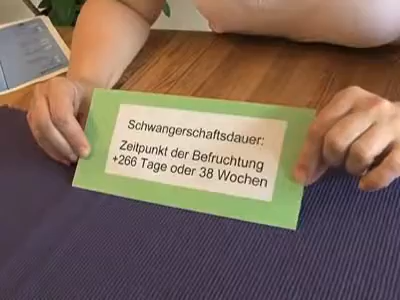 Schwangerschaftsdauer:
Zeitpunkt der Befruchtung
+266 Tage oder 38 Wochen